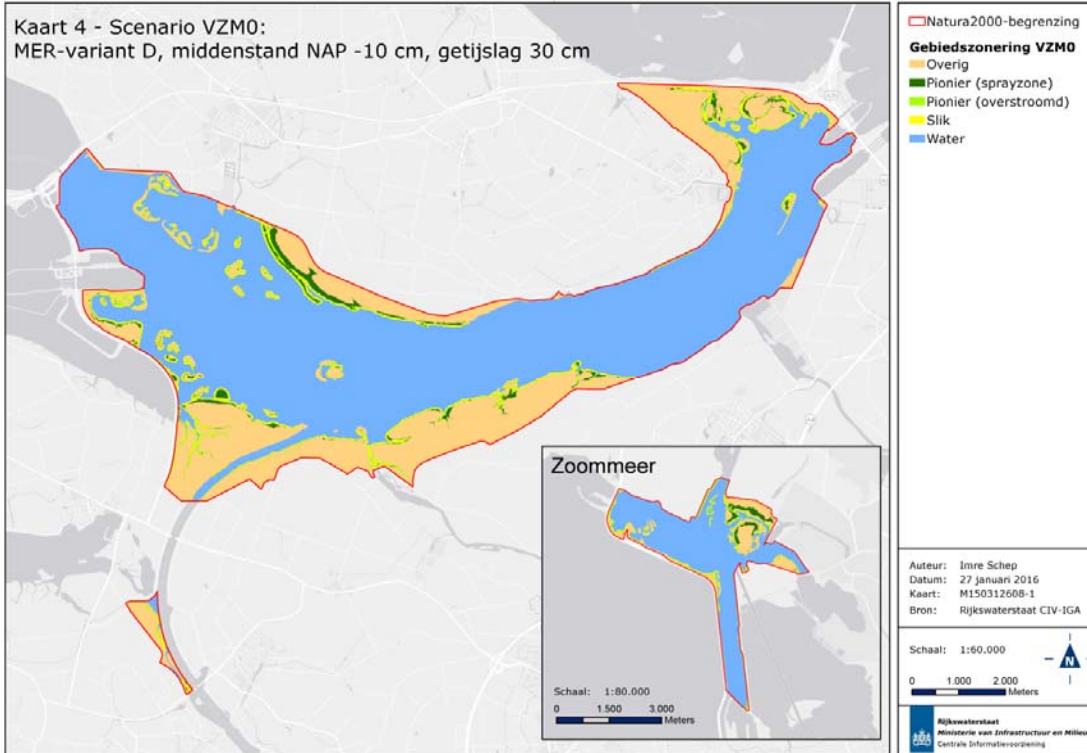 Kaart 4 - Scenario VZM0:
MER-variant D, middenstand NAP -10 cm, getijslag 30 cm
Zoommeer
Schaal: 1:80.000
0 1.500 3.000
Meters
Natura2000-begrenzing
Gebiedszonering VZM0
Overig
Pionier (sprayzone)
Pionier (overstroomd)
Slik
Water
Auteur: Imre Schep
Datum: 27 januari 2016
Kaart: M150312608-1
Bron: Rijkswaterstaat CIV-IGA
Schaal: 1:60.000
N
0 1.000 2.000
Meters
Rijkswaterstaat
Ministerie van Infrastructuur en Milieu
Centrale Informatievoorziening